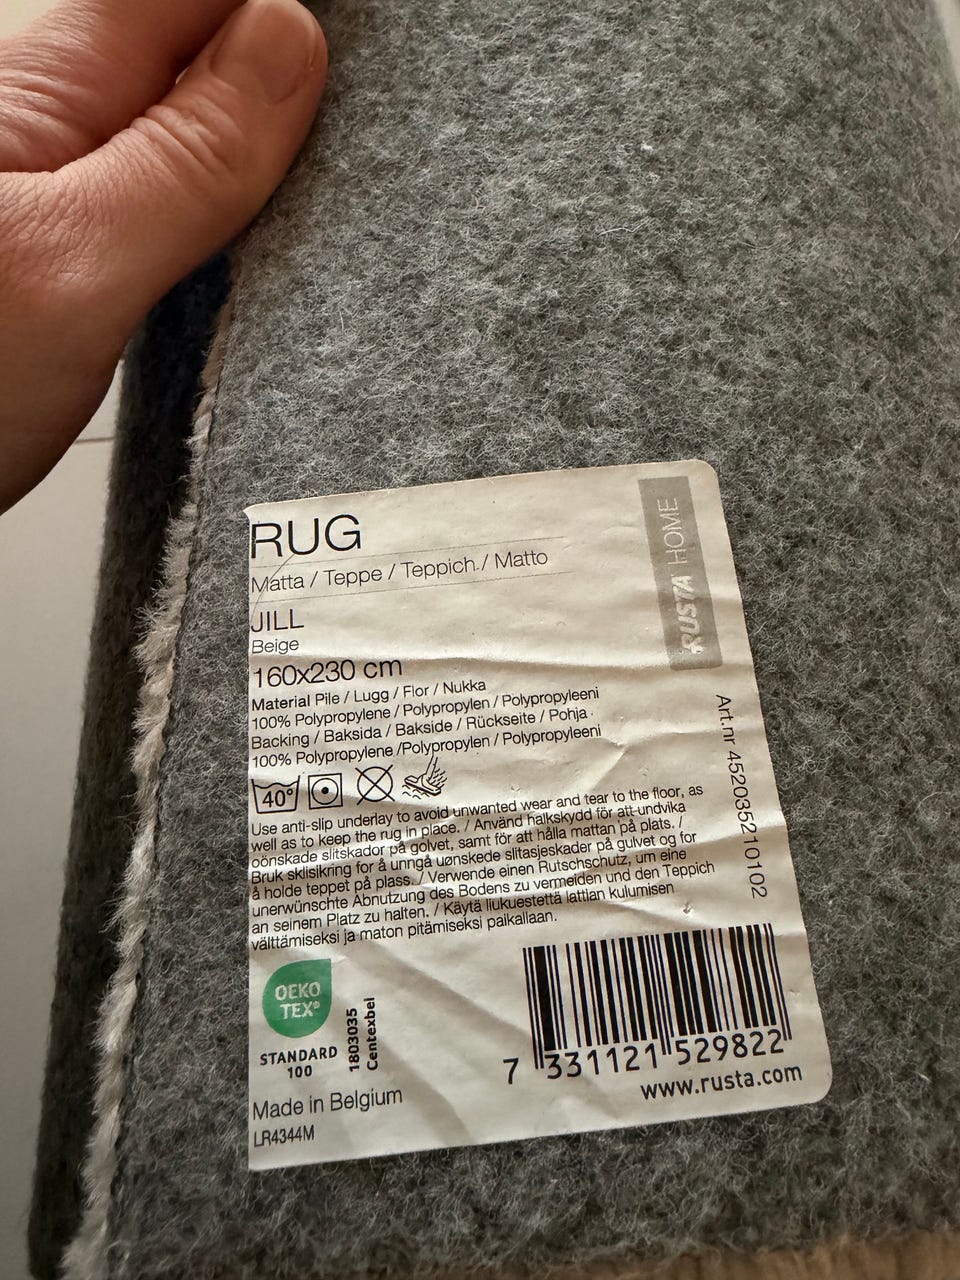 RUG
Matta / Teppe / Teppich / Matto
JILL
Beige
160x230 cm
Material Pile / Lugg / Flor / Nukka
100% Polypropylene / Polypropylen / Polypropyleeni
Backing / Baksida / Bakside / Rückseite / Pohja
100% Polypropylene /Polypropylen / Polypropyleeni
40°
Use anti-slip underlay to avoid unwanted wear and tear to the floor, as
well as to keep the rug in place. / Använd halkskydd för att undvika
oönskade slitskador på golvet, samt för att hålla mattan på plats. /
Bruk sklisikring for å unngå uønskede slitasjeskader på gulvet og for
å holde teppet på plass. / Verwende einen Rutschschutz, um eine
unerwünschte Abnutzung des Bodens zu vermeiden und den Teppich
an seinem Platz zu halten. / Käytä liukuestettä lattian kulumisen
välttämiseksi ja maton pitämiseksi paikallaan.
RUSTA HOME
Art.nr 452035210102
OEKO
TEX®
STANDARD
100
1803035
Centexbel
7 331121 529822
www.rusta.com
Made in Belgium
LR4344M